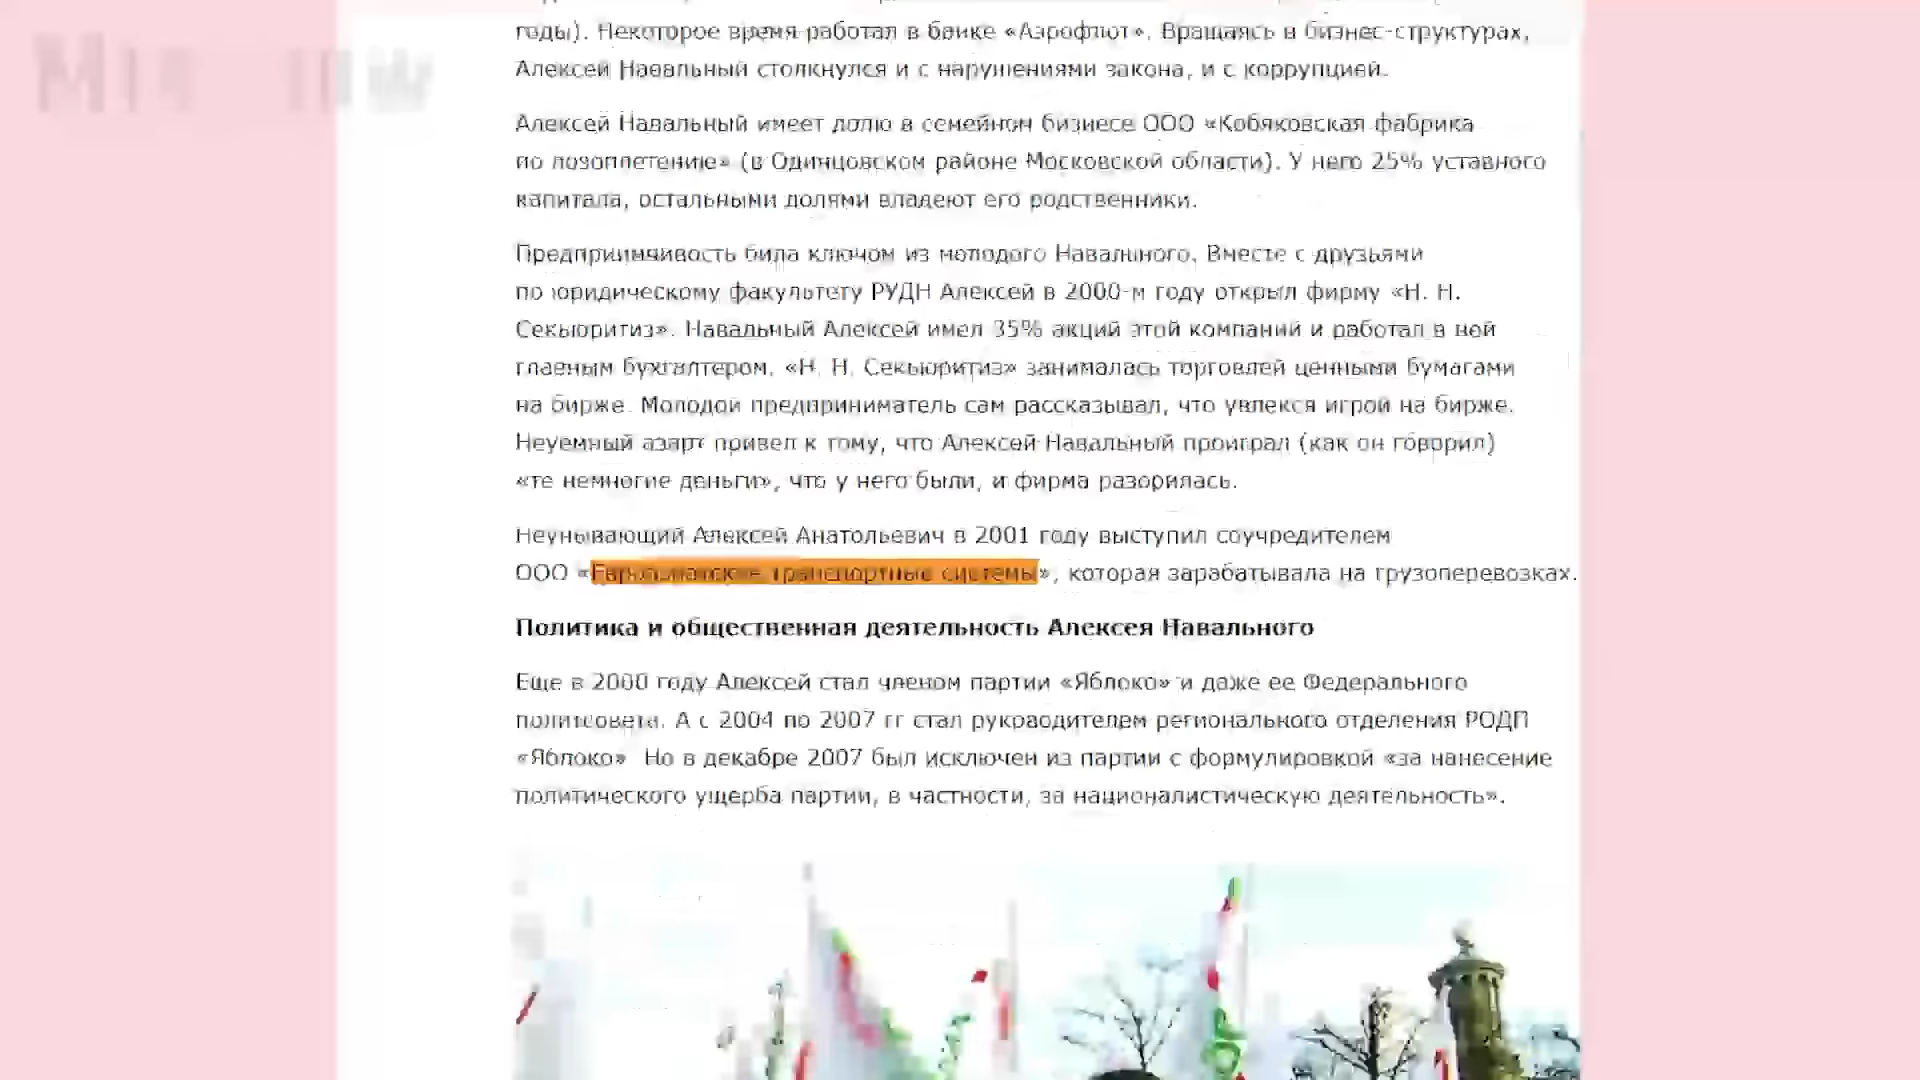 годы). Некоторое время работал в банке «Аэрофлот». Вращаясь в бизнес-структурах,
Алексей Навальный столкнулся и с нарушениями закона, и с коррупцией.
Алексей Навальный имеет долю в семейном бизнесе ООО «Кобяковская фабрика
по лозоплетению» (в Одинцовском районе Московской области). У него 25% уставного
капитала, остальными долями владеют его родственники.
Предприимчивость била ключом из молодого Навального. Вместе с друзьями
по юридическому факультету РУДН Алексей в 2000-м году открыл фирму «Н. Н.
Секьюритиз». Навальный Алексей имел 35% акций этой компании и работал в ней
главным бухгалтером. «Н. Н. Секьюритиз» занималась торговлей ценными бумагами
на бирже. Молодой предприниматель сам рассказывал, что увлекся игрой на бирже.
Неуемный азарт привел к тому, что Алексей Навальный проиграл (как он говорил)
«те немногие деньги», что у него были, и фирма разорилась.
Неунывающий Алексей Анатольевич в 2001 году выступил соучредителем
ООО « транспортные системы», которая зарабатывала на грузоперевозках.
Политика и общественная деятельность Алексея Навального
Еще в 2000 году Алексей стал членом партии «Яблоко» и даже ее Федерального
политсовета. А с 2004 по 2007 гг стал руководителем регионального отделения РОДП
«Яблоко» Но в декабре 2007 был исключен из партии с формулировкой «за нанесение
политического ущерба партии, в частности, за националистическую деятельность».